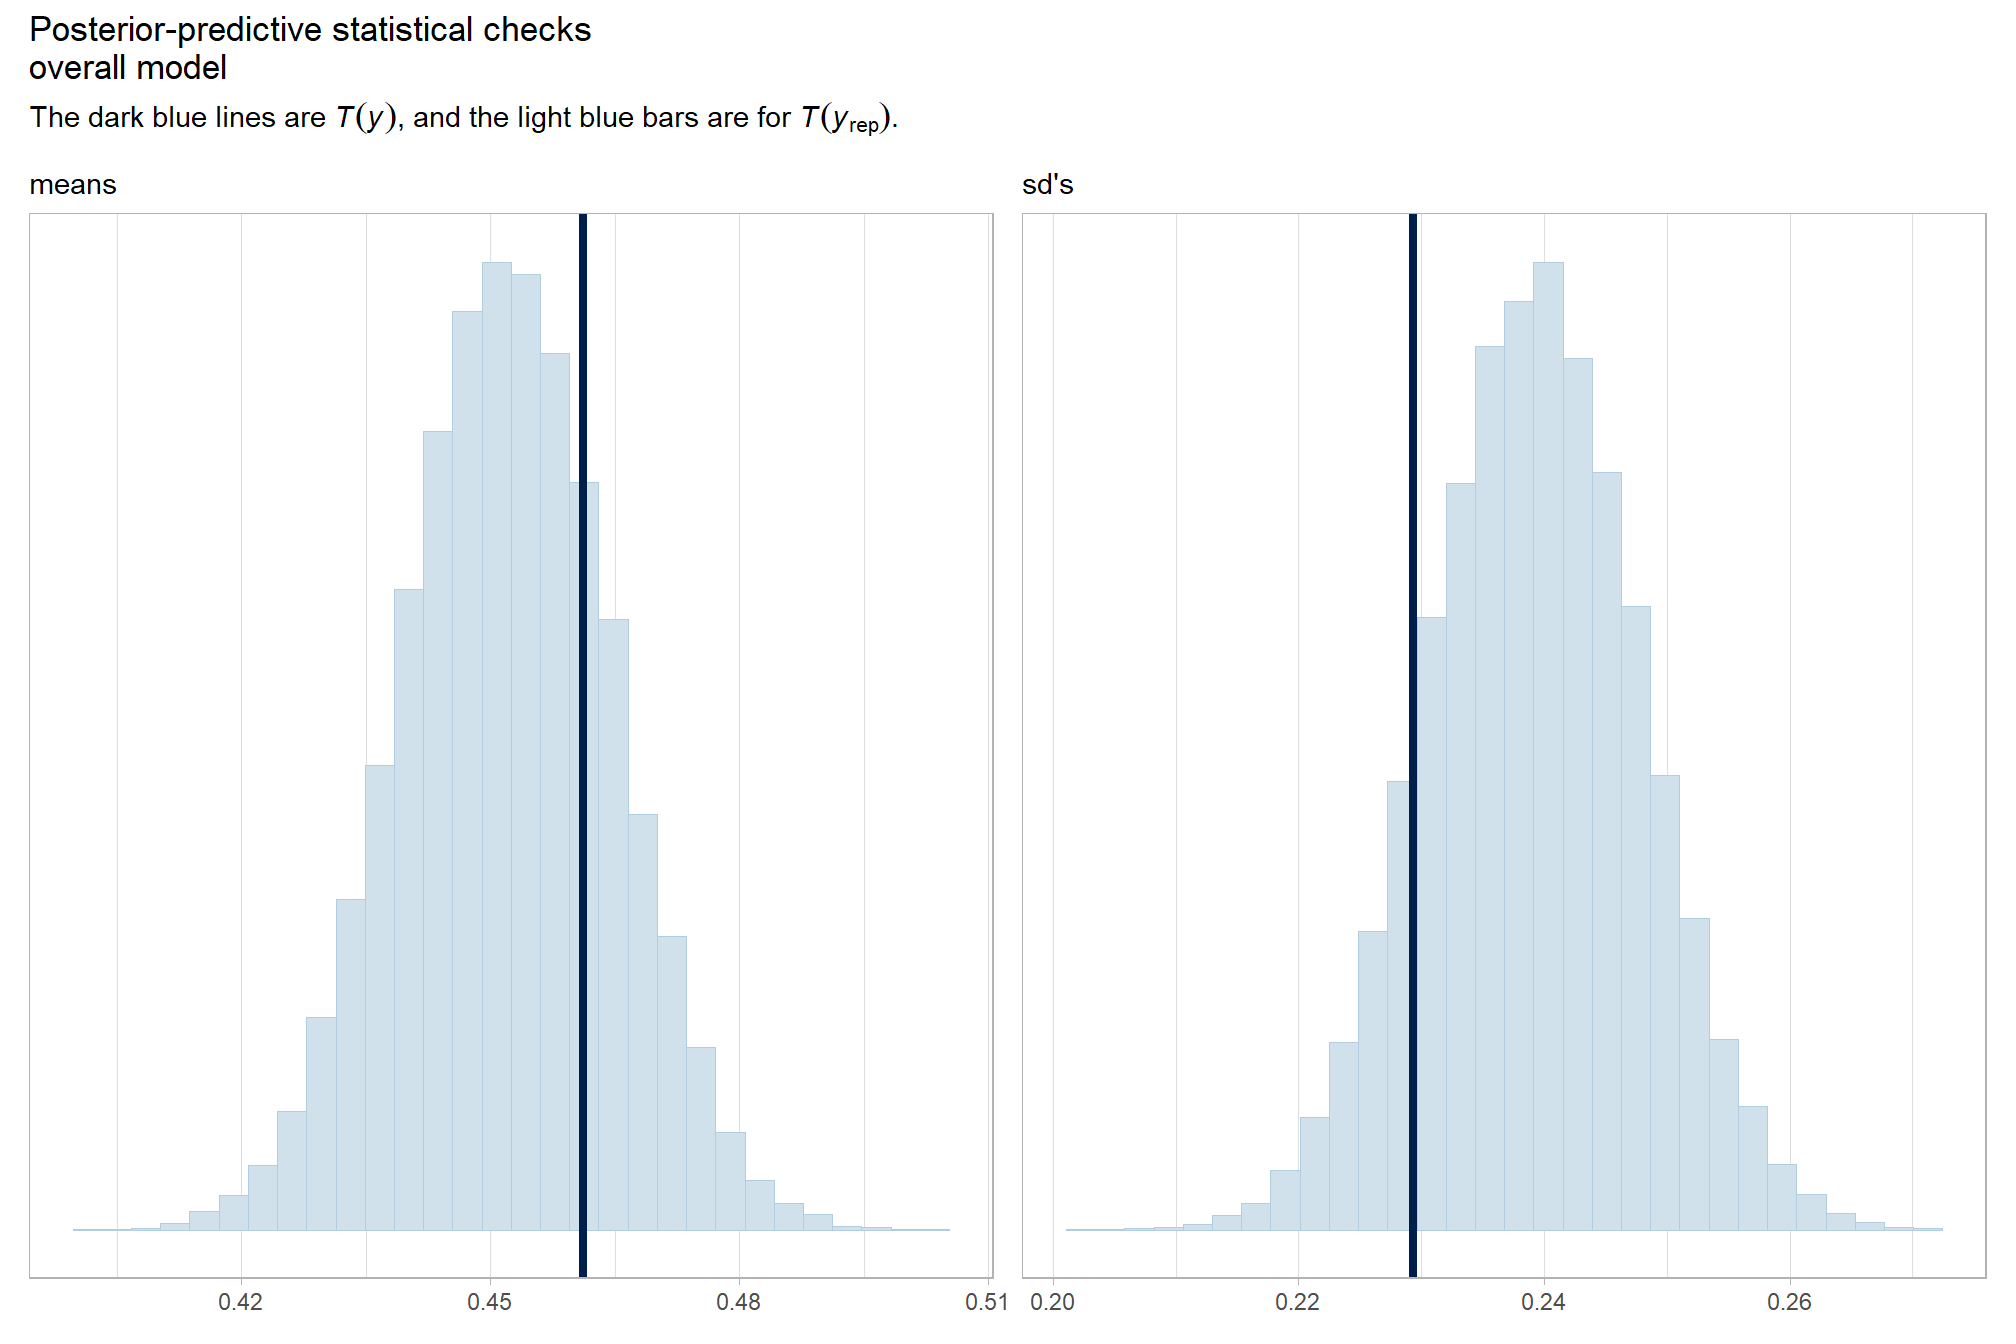 Posterior-predictive statistical checks
overall model
The dark blue lines are T(y), and the light blue bars are for T(yrep).
means
sd's
0.42 0.45 0.48 0.51
0.20 0.22 0.24 0.26